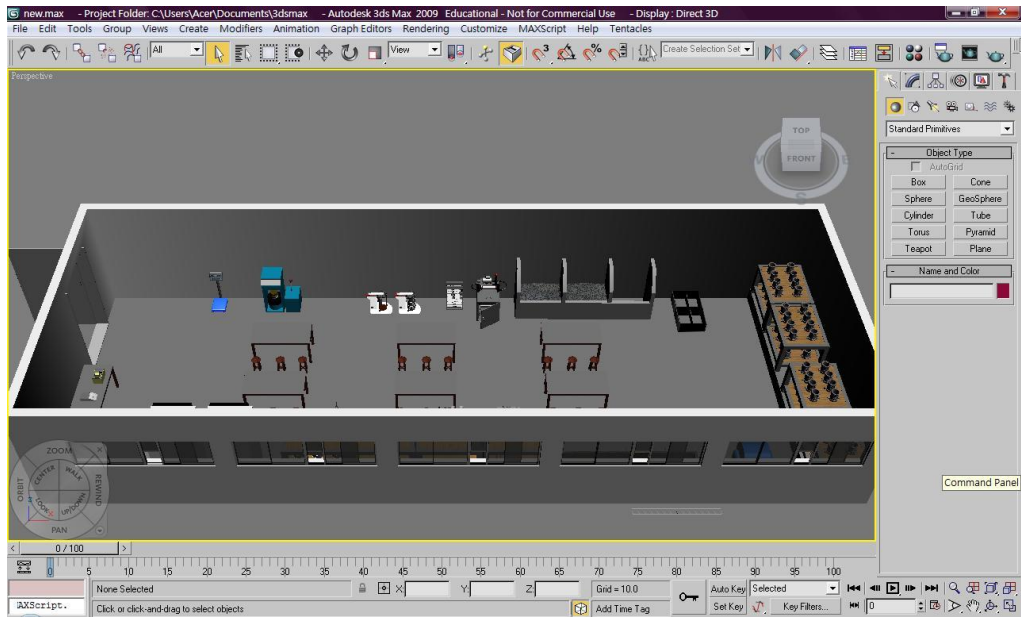 new.max - Project Folder: C:\Users\Acer\Documents\3dsmax - Autodesk 3ds Max 2009 Educational - Not for Commercial Use - Display : Direct 3D
File Edit Tools Group Views Create Modifiers Animation Graph Editors Rendering Customize MAXScript Help Tentacles
All
View
Create Selection Set
Perspective
TOP
FRONT
S
Standard Primitives
- Object Type
AutoGrid
Box Cone
Sphere GeoSphere
Cylinder Tube
Torus Pyramid
Teapot Plane
- Name and Color
Command Panel
ZOOM
CENTER WALK
ORBIT REWIND
LOOK UP/DOWN
PAN
< 0 / 100 >
0 5 10 15 20 25 30 35 40 45 50 55 60 65 70 75 80 85 90 95 100
None Selected X: Y: Z: Grid = 10.0 Auto Key Selected
AXScript. Click or click-and-drag to select objects Add Time Tag Set Key Key Filters... 0